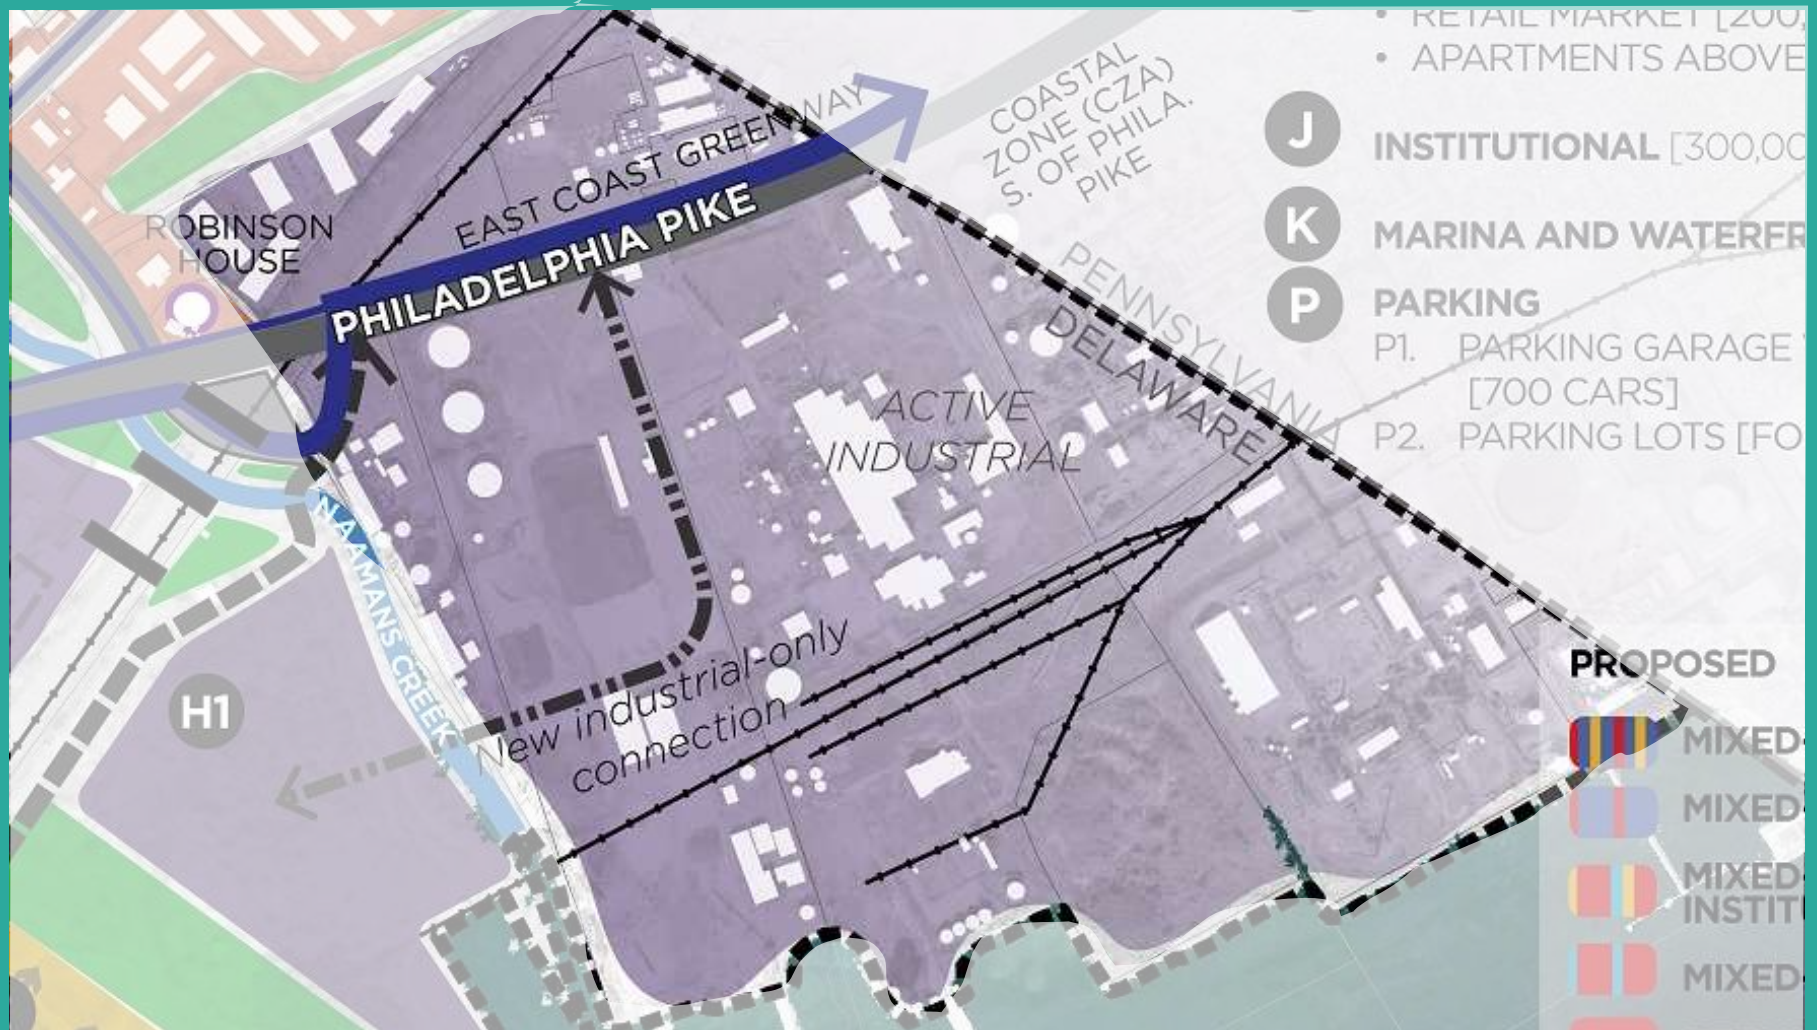 RETAIL MARKET [200,
• APARTMENTS ABOVE
COASTAL
ZONE (CZA)
S. OF PHILA.
PIKE
J
INSTITUTIONAL [300,00
K
MARINA AND WATERFR
P
PARKING
P1. PARKING GARAGE
[700 CARS]
P2. PARKING LOTS [FO
EAST COAST GREENWAY
PHILADELPHIA PIKE
ROBINSON
HOUSE
PENNSYLVANIA
DELAWARE
ACTIVE
INDUSTRIAL
NAAMANS CREEK
New industrial-only
connection
H1
PROPOSED
MIXED-
MIXED-
MIXED-
INSTIT
MIXED-